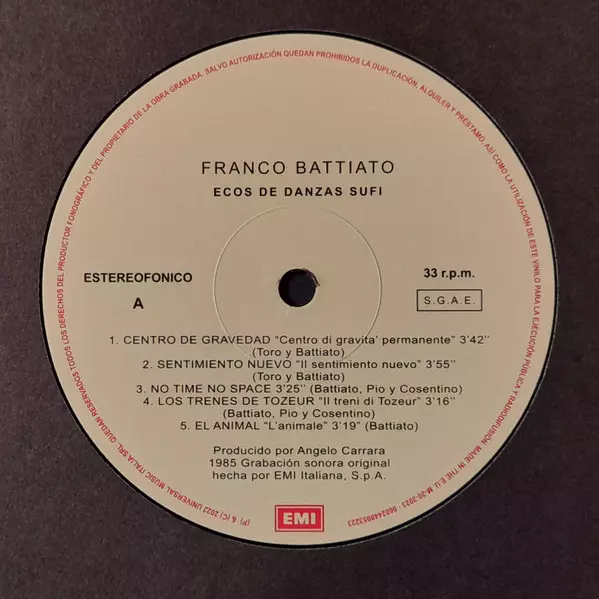 FRANCO BATTIATO
ECOS DE DANZAS SUFI
ESTEREOFONICO
A
33 r.p.m.
S.G.A.E.
1. CENTRO DE GRAVEDAD "Centro di gravita' permanente" 3'42"
(Toro y Battiato)
2. SENTIMIENTO NUEVO "Il sentimiento nuevo" 3'55"
(Toro y Battiato)
3. NO TIME NO SPACE 3'25" (Battiato, Pio y Cosentino)
4. LOS TRENES DE TOZEUR "Il treni di Tozeur" 3'16"
(Battiato, Pio y Cosentino)
5. EL ANIMAL "L'animale" 3'19" (Battiato)
Producido por Angelo Carrara
1985 Grabación sonora original
hecha por EMI Italiana, S.p.A.
EMI
(P) & (C) 2022 UNIVERSAL MUSIC ITALIA SRL. QUEDAN RESERVADOS TODOS LOS DERECHOS DEL PRODUCTOR FONOGRÁFICO Y DEL PROPIETARIO DE LA OBRA GRABADA. SALVO AUTORIZACIÓN QUEDAN PROHIBIDOS LA DUPLICACIÓN, ALQUILER Y PRÉSTAMO, ASÍ COMO LA UTILIZACIÓN DE ESTE VINILO PARA LA EJECUCIÓN PÚBLICA Y RADIODIFUSIÓN. MADE IN THE E.U. M-20-2023 - 0602448953223